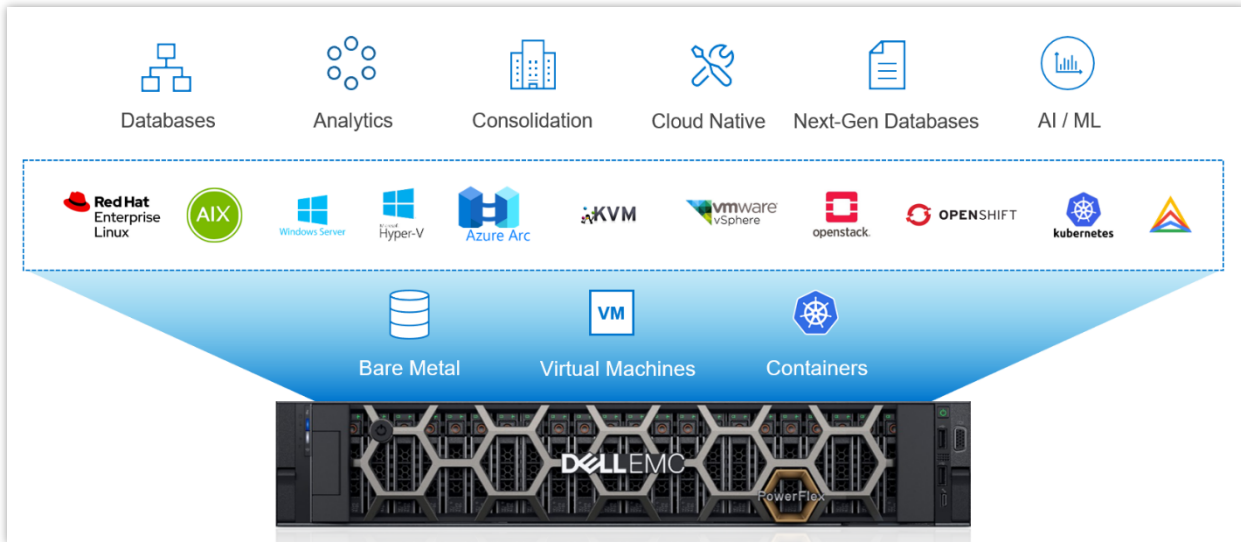 Databases
Analytics
Consolidation
Cloud Native
Next-Gen Databases
AI / ML
Red Hat
Enterprise
Linux
AIX
Windows Server
Microsoft
Hyper-V
Azure Arc
KVM
vmware
vSphere
openstack.
OPENSHIFT
kubernetes
VM
Bare Metal
Virtual Machines
Containers
DELLEMC
PowerFlex